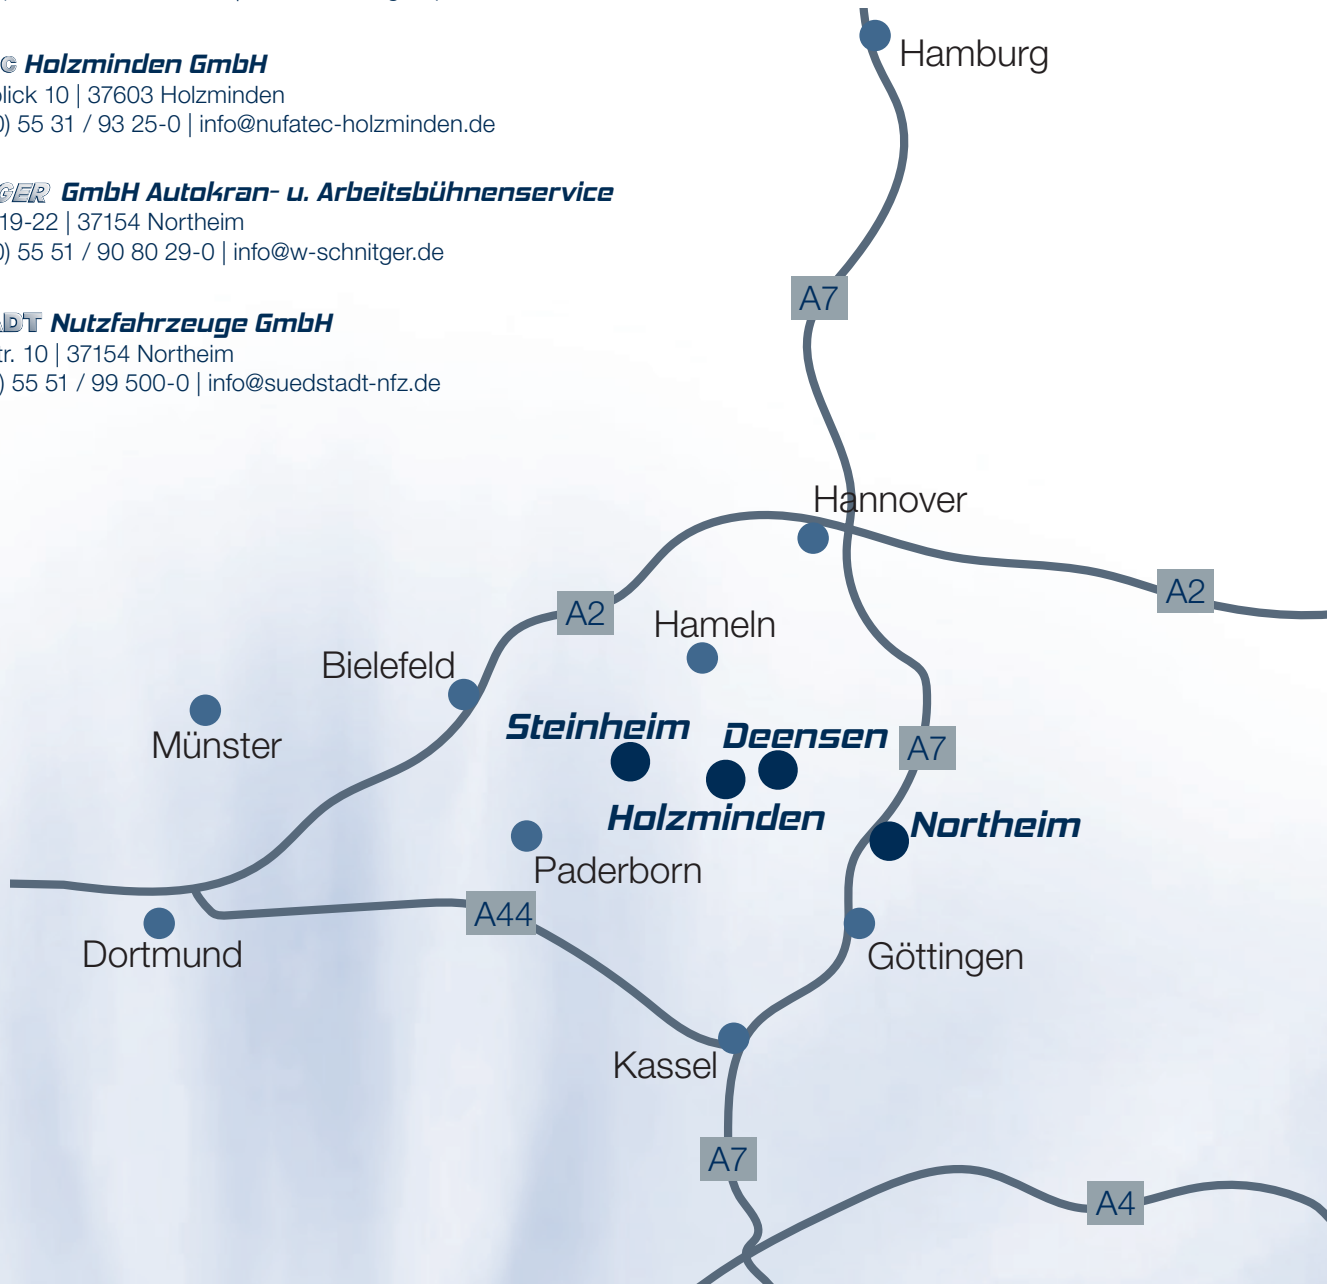 Holzminden GmbH
10 | 37603 Holzminden
55 31 / 93 25-0 | info@nufatec-holzminden.de
GmbH Autokran- u. Arbeitsbühnenservice
19-22 | 37154 Northeim
55 51 / 90 80 29-0 | info@w-schnitger.de
Nutzfahrzeuge GmbH
10 | 37154 Northeim
55 51 / 99 500-0 | info@suedstadt-nfz.de
Hamburg
A7
Hannover
A2
A2
Hameln
Bielefeld
Münster
Steinheim
Deensen
A7
Holzminden
Northeim
Paderborn
A44
Dortmund
Göttingen
Kassel
A7
A4